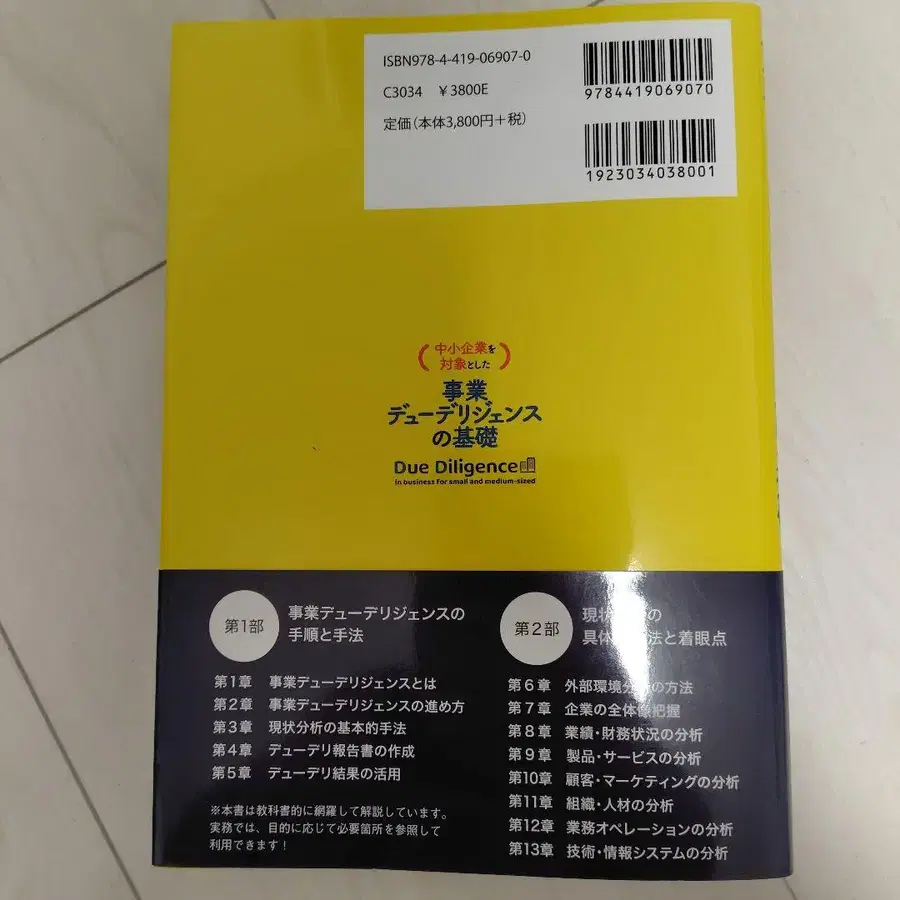 ISBN978-4-419-06907-0
C3034 ￥3800E
定価（本体3,800円＋税）
9784419069070
1923034038001
中小企業を
対象とした
事業
デューデリジェンス
の基礎
Due Diligence
In business for small and medium-sized
第1部
事業デューデリジェンスの
手順と手法
第1章 事業デューデリジェンスとは
第2章 事業デューデリジェンスの進め方
第3章 現状分析の基本的手法
第4章 デューデリ報告書の作成
第5章 デューデリ結果の活用
※本書は教科書的に網羅して解説しています。
実務では、目的に応じて必要箇所を参照して
利用できます！
第2部
現状の
具体法と着眼点
第6章 外部環境分の方法
第7章 企業の全体像把握
第8章 業績・財務状況の分析
第9章 製品・サービスの分析
第10章 顧客・マーケティングの分析
第11章 組織・人材の分析
第12章 業務オペレーションの分析
第13章 技術・情報システムの分析